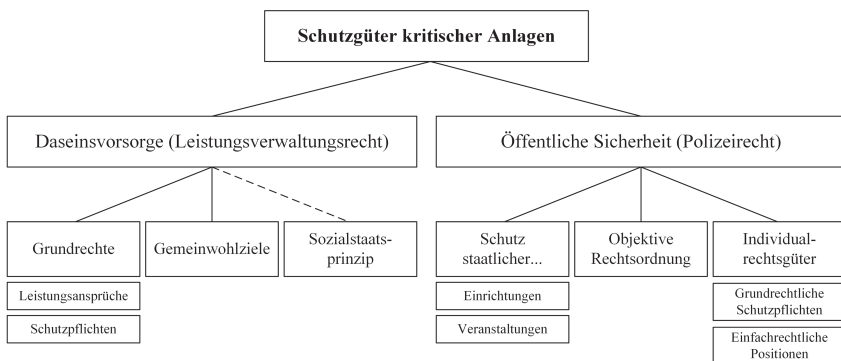 Schutzgüter kritischer Anlagen
Daseinsvorsorge (Leistungsverwaltungsrecht)
Öffentliche Sicherheit (Polizeirecht)
Grundrechte
Leistungsansprüche
Schutzpflichten
Gemeinwohlziele
Sozialstaats-
prinzip
Schutz
staatlicher...
Einrichtungen
Veranstaltungen
Objektive
Rechtsordnung
Individual-
rechtsgüter
Grundrechtliche
Schutzpflichten
Einfachrechtliche
Positionen